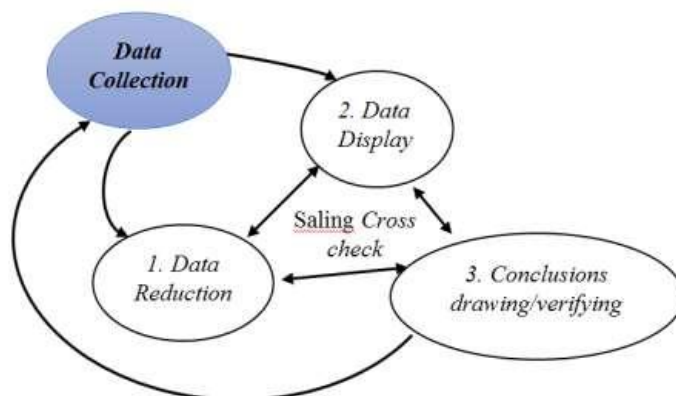 Data
Collection
2. Data
Display
Saling Cross
check
1. Data
Reduction
3. Conclusions
drawing/verifying